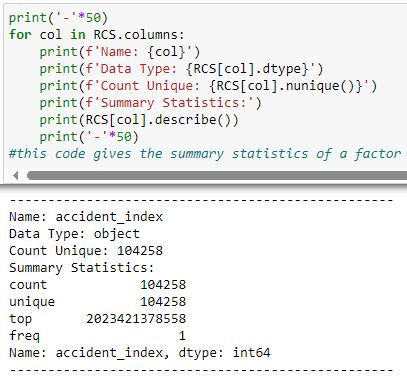 print('-'*50)
for col in RCS.columns:
    print(f'Name: {col}')
    print(f'Data Type: {RCS[col].dtype}')
    print(f'Count Unique: {RCS[col].nunique()}')
    print(f'Summary Statistics:')
    print(RCS[col].describe())
    print('-'*50)
#this code gives the summary statistics of a factor
--------------------------------------------------
Name: accident_index
Data Type: object
Count Unique: 104258
Summary Statistics:
count           104258
unique          104258
top      2023421378558
freq                 1
Name: accident_index, dtype: int64
--------------------------------------------------